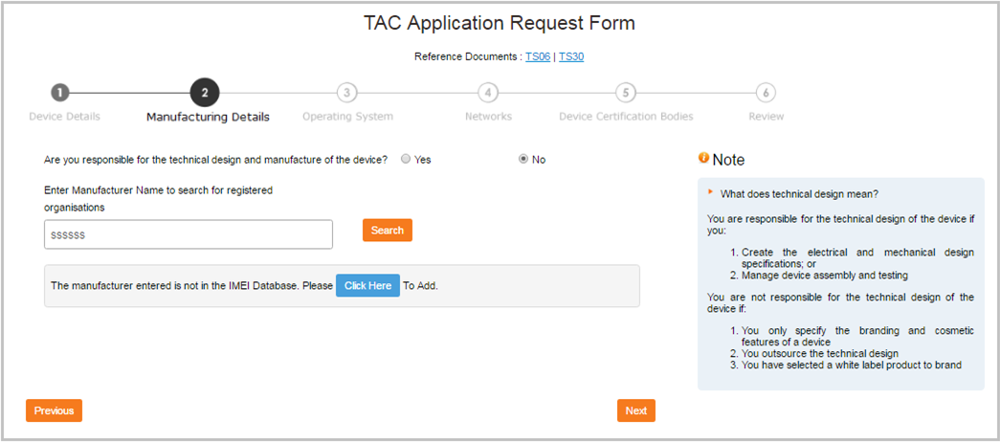 TAC Application Request Form
Reference Documents : TS06 | TS30
1
2
3
4
5
6
Device Details
Manufacturing Details
Operating System
Networks
Device Certification Bodies
Review
Are you responsible for the technical design and manufacture of the device? Yes No
Enter Manufacturer Name to search for registered
organisations
ssssss
Search
The manufacturer entered is not in the IMEI Database. Please Click Here To Add.
Previous
Next
Note
What does technical design mean?
You are responsible for the technical design of the device if
you:
1. Create the electrical and mechanical design
specifications; or
2. Manage device assembly and testing
You are not responsible for the technical design of the
device if:
1. You only specify the branding and cosmetic
features of a device
2. You outsource the technical design
3. You have selected a white label product to brand